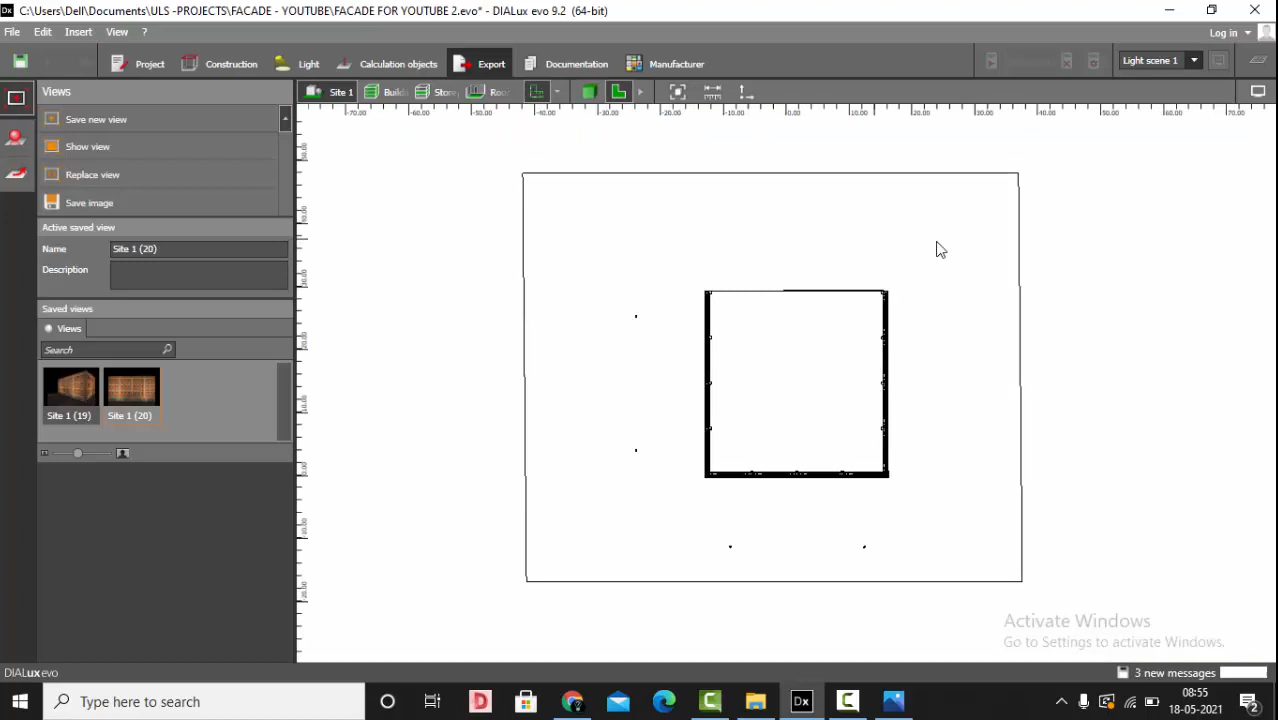 C:\Users\Dell\Documents\ULS -PROJECTS\FACADE - YOUTUBE\FACADE FOR YOUTUBE 2.evo* - DIALux evo 9.2 (64-bit)
File Edit Insert View ?
Log in
Project Construction Light Calculation objects Export Documentation Manufacturer
Light scene 1
Views
Site 1
-70.00 -60.00 -50.00 -40.00 -30.00 -20.00 -10.00 0.00 10.00 20.00 30.00 40.00 50.00 60.00 70.00
Save new view
Show view
Replace view
Save image
Active saved view
Name Site 1 (20)
Description
Saved views
Views
Search
Site 1 (19) Site 1 (20)
Activate Windows
Go to Settings to activate Windows.
DIALux evo
3 new messages
Type here to search
Dx
08:55
18-05-2021
2